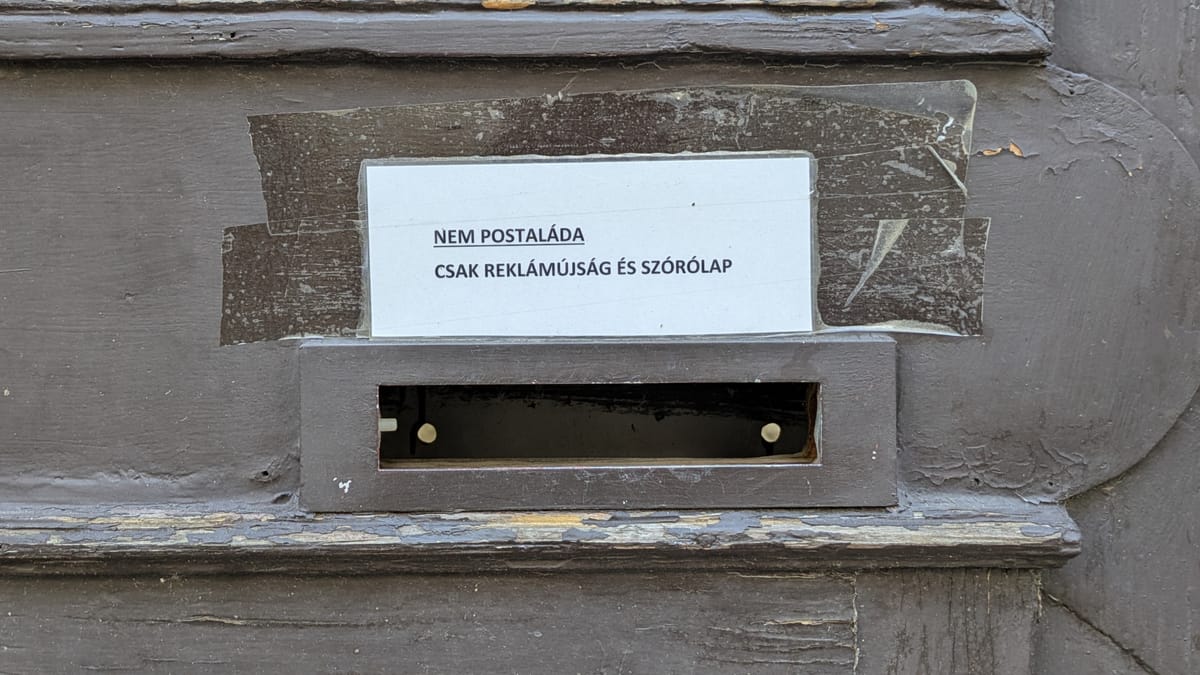 NEM POSTALÁDA
CSAK REKLÁMÚJSÁG ÉS SZÓRÓLAP